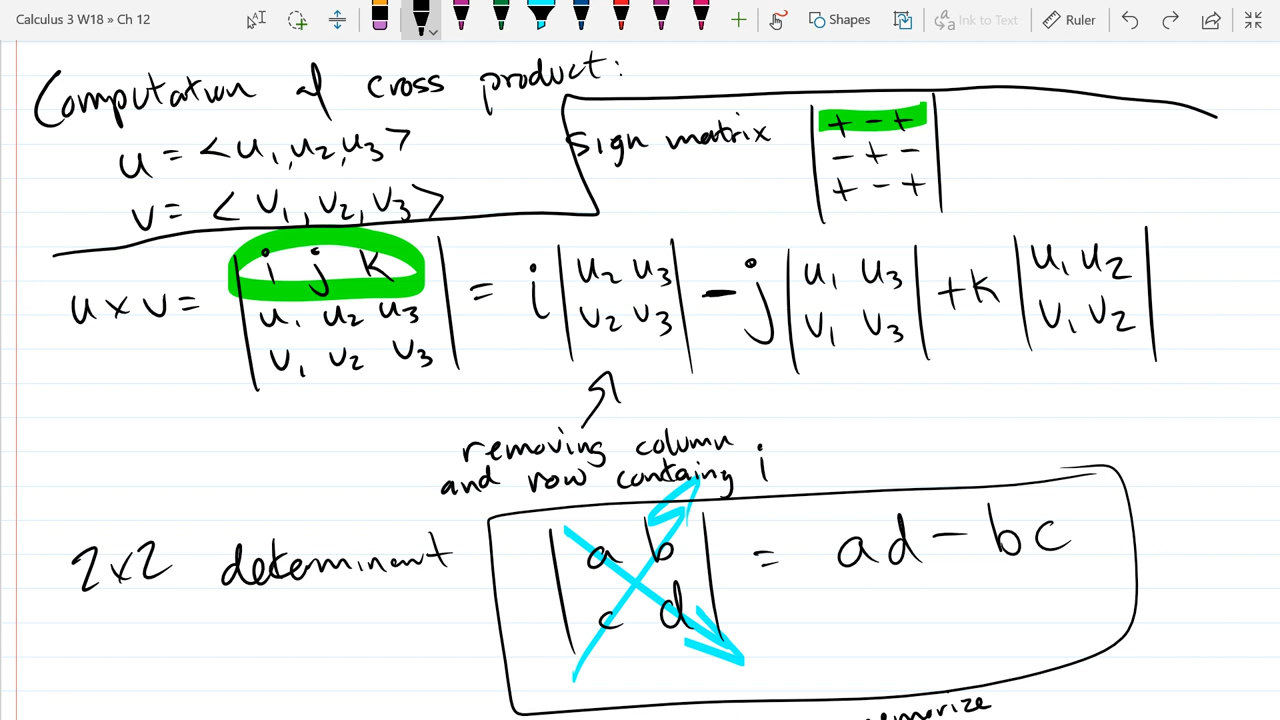 Calculus 3 W18 » Ch 12
Shapes
Ink to Text
Ruler
Computation of cross product:
u = <u₁, u₂, u₃>
v = <v₁, v₂, v₃>
sign matrix
+ - +
- + -
+ - +
u × v = | i j k | = i | u₂ u₃ | - j | u₁ u₃ | + k | u₁ u₂ |
| u₁ u₂ u₃ | | v₂ v₃ | | v₁ v₃ | | v₁ v₂ |
| v₁ v₂ v₃ |
removing column
and row containg i
2x2 determinant
| a b | = ad - bc
| c d |